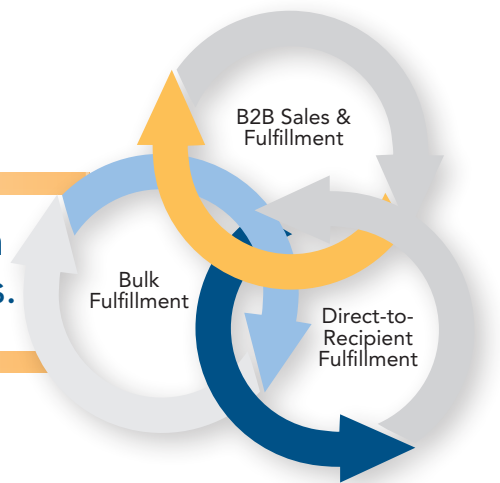 B2B Sales &
Fulfillment
Bulk
Fulfillment
Direct-to-
Recipient
Fulfillment